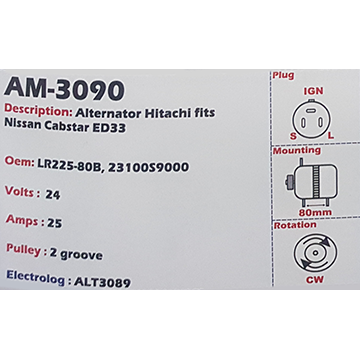 AM-3090
Description: Alternator Hitachi fits
Nissan Cabstar ED33
Oem: LR225-80B, 23100S9000
Volts : 24
Amps : 25
Pulley : 2 groove
Electrolog : ALT3089
Plug
IGN
S L
Mounting
80mm
Rotation
CW